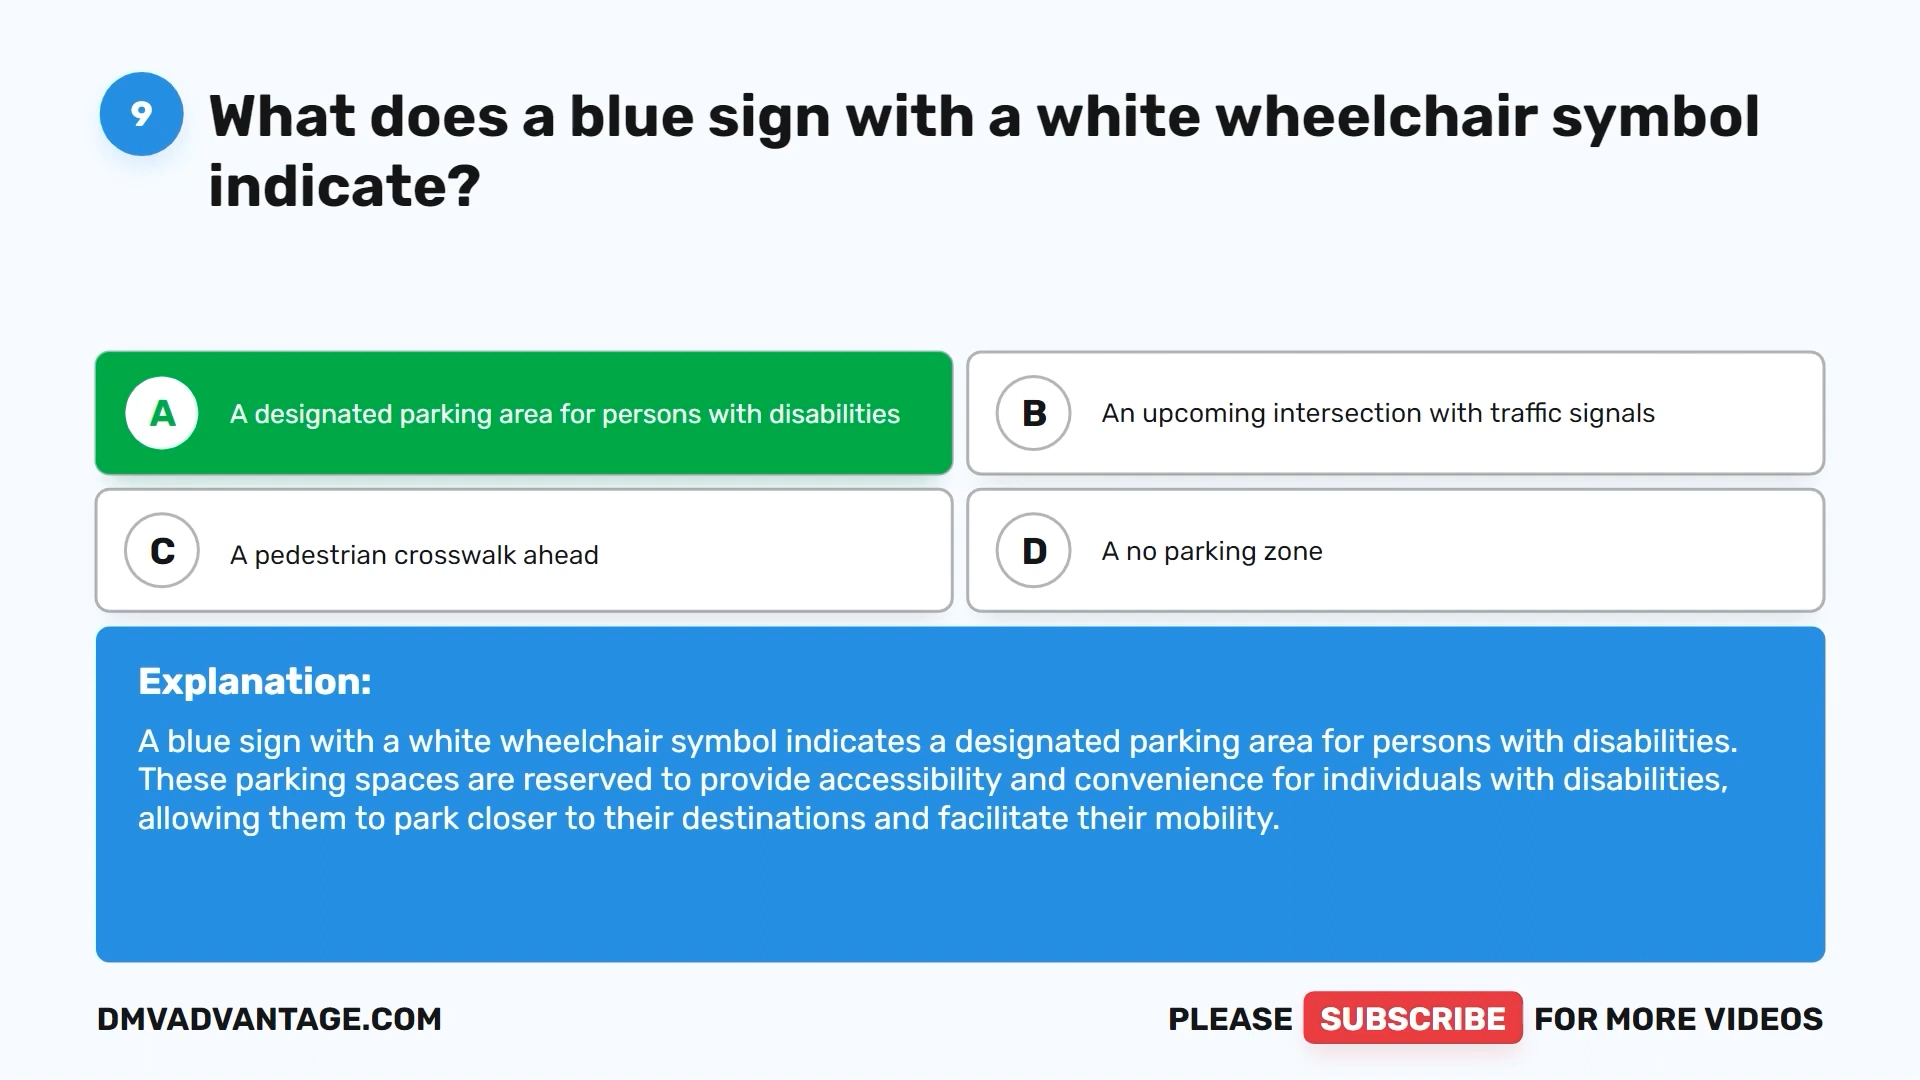 9
What does a blue sign with a white wheelchair symbol
indicate?
A
A designated parking area for persons with disabilities
B
An upcoming intersection with traffic signals
C
A pedestrian crosswalk ahead
D
A no parking zone
Explanation:
A blue sign with a white wheelchair symbol indicates a designated parking area for persons with disabilities.
These parking spaces are reserved to provide accessibility and convenience for individuals with disabilities,
allowing them to park closer to their destinations and facilitate their mobility.
DMVADVANTAGE.COM
PLEASE SUBSCRIBE FOR MORE VIDEOS